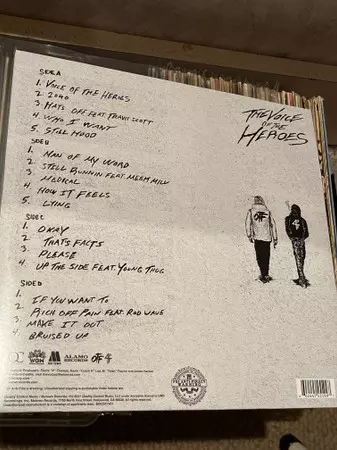 SIDE A
1. VOICE OF THE HEROES
2. 2040
3. HATS OFF FEAT. TRAVIS SCOTT
4. WHO I WANT
5. STILL HOOD
SIDE B
1. MAN OF MY WORD
2. STILL RUNNIN FEAT. MEEK MILL
3. MEDICAL
4. HOW IT FEELS
5. LYING
SIDE C
1. OKAY
2. THAT'S FACTS
3. PLEASE
4. UP THE SIDE FEAT. YOUNG THUG
SIDE D
1. IF YOU WANT TO
2. RICH OFF PAIN FEAT. ROD WAVE
3. MAKE IT OUT
4. BRUISED UP
THE VOICE
OF THE
HEROES
QC
ALAMO
RECORDS